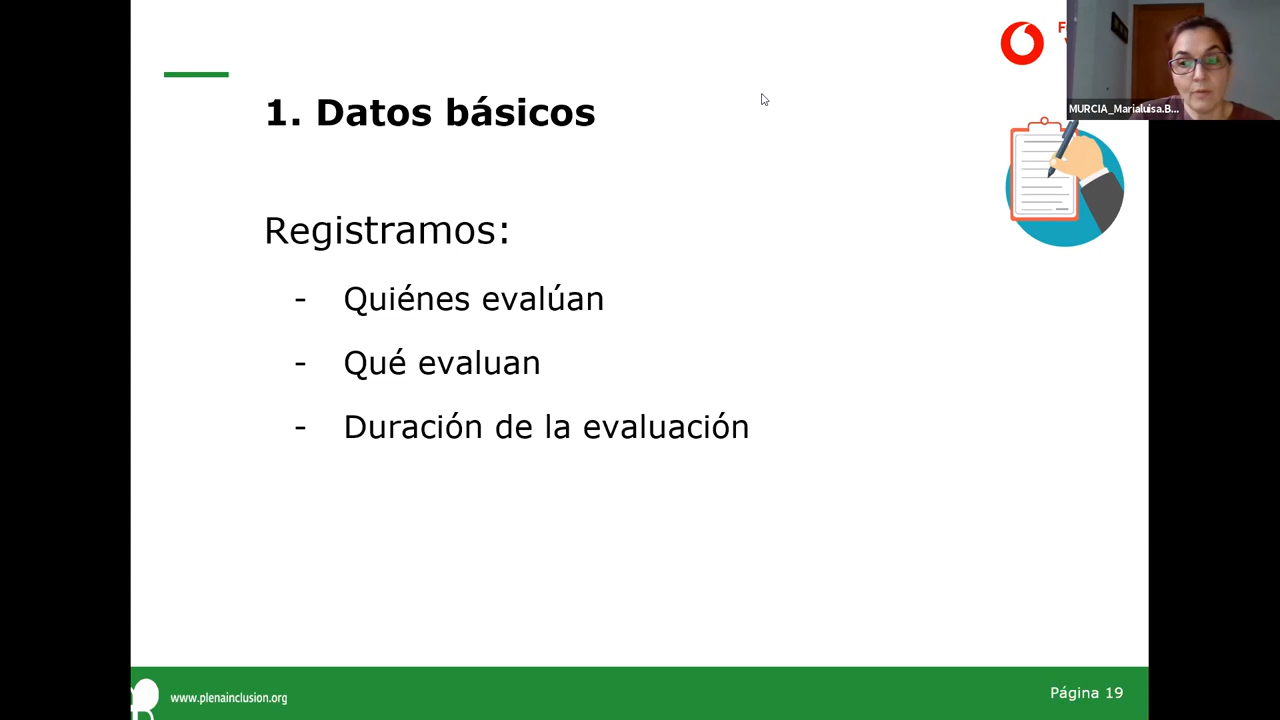 1. Datos básicos
MURCIA_Marialuisa.B...
Registramos:
- Quiénes evalúan
- Qué evaluan
- Duración de la evaluación
www.plenainclusion.org
Página 19